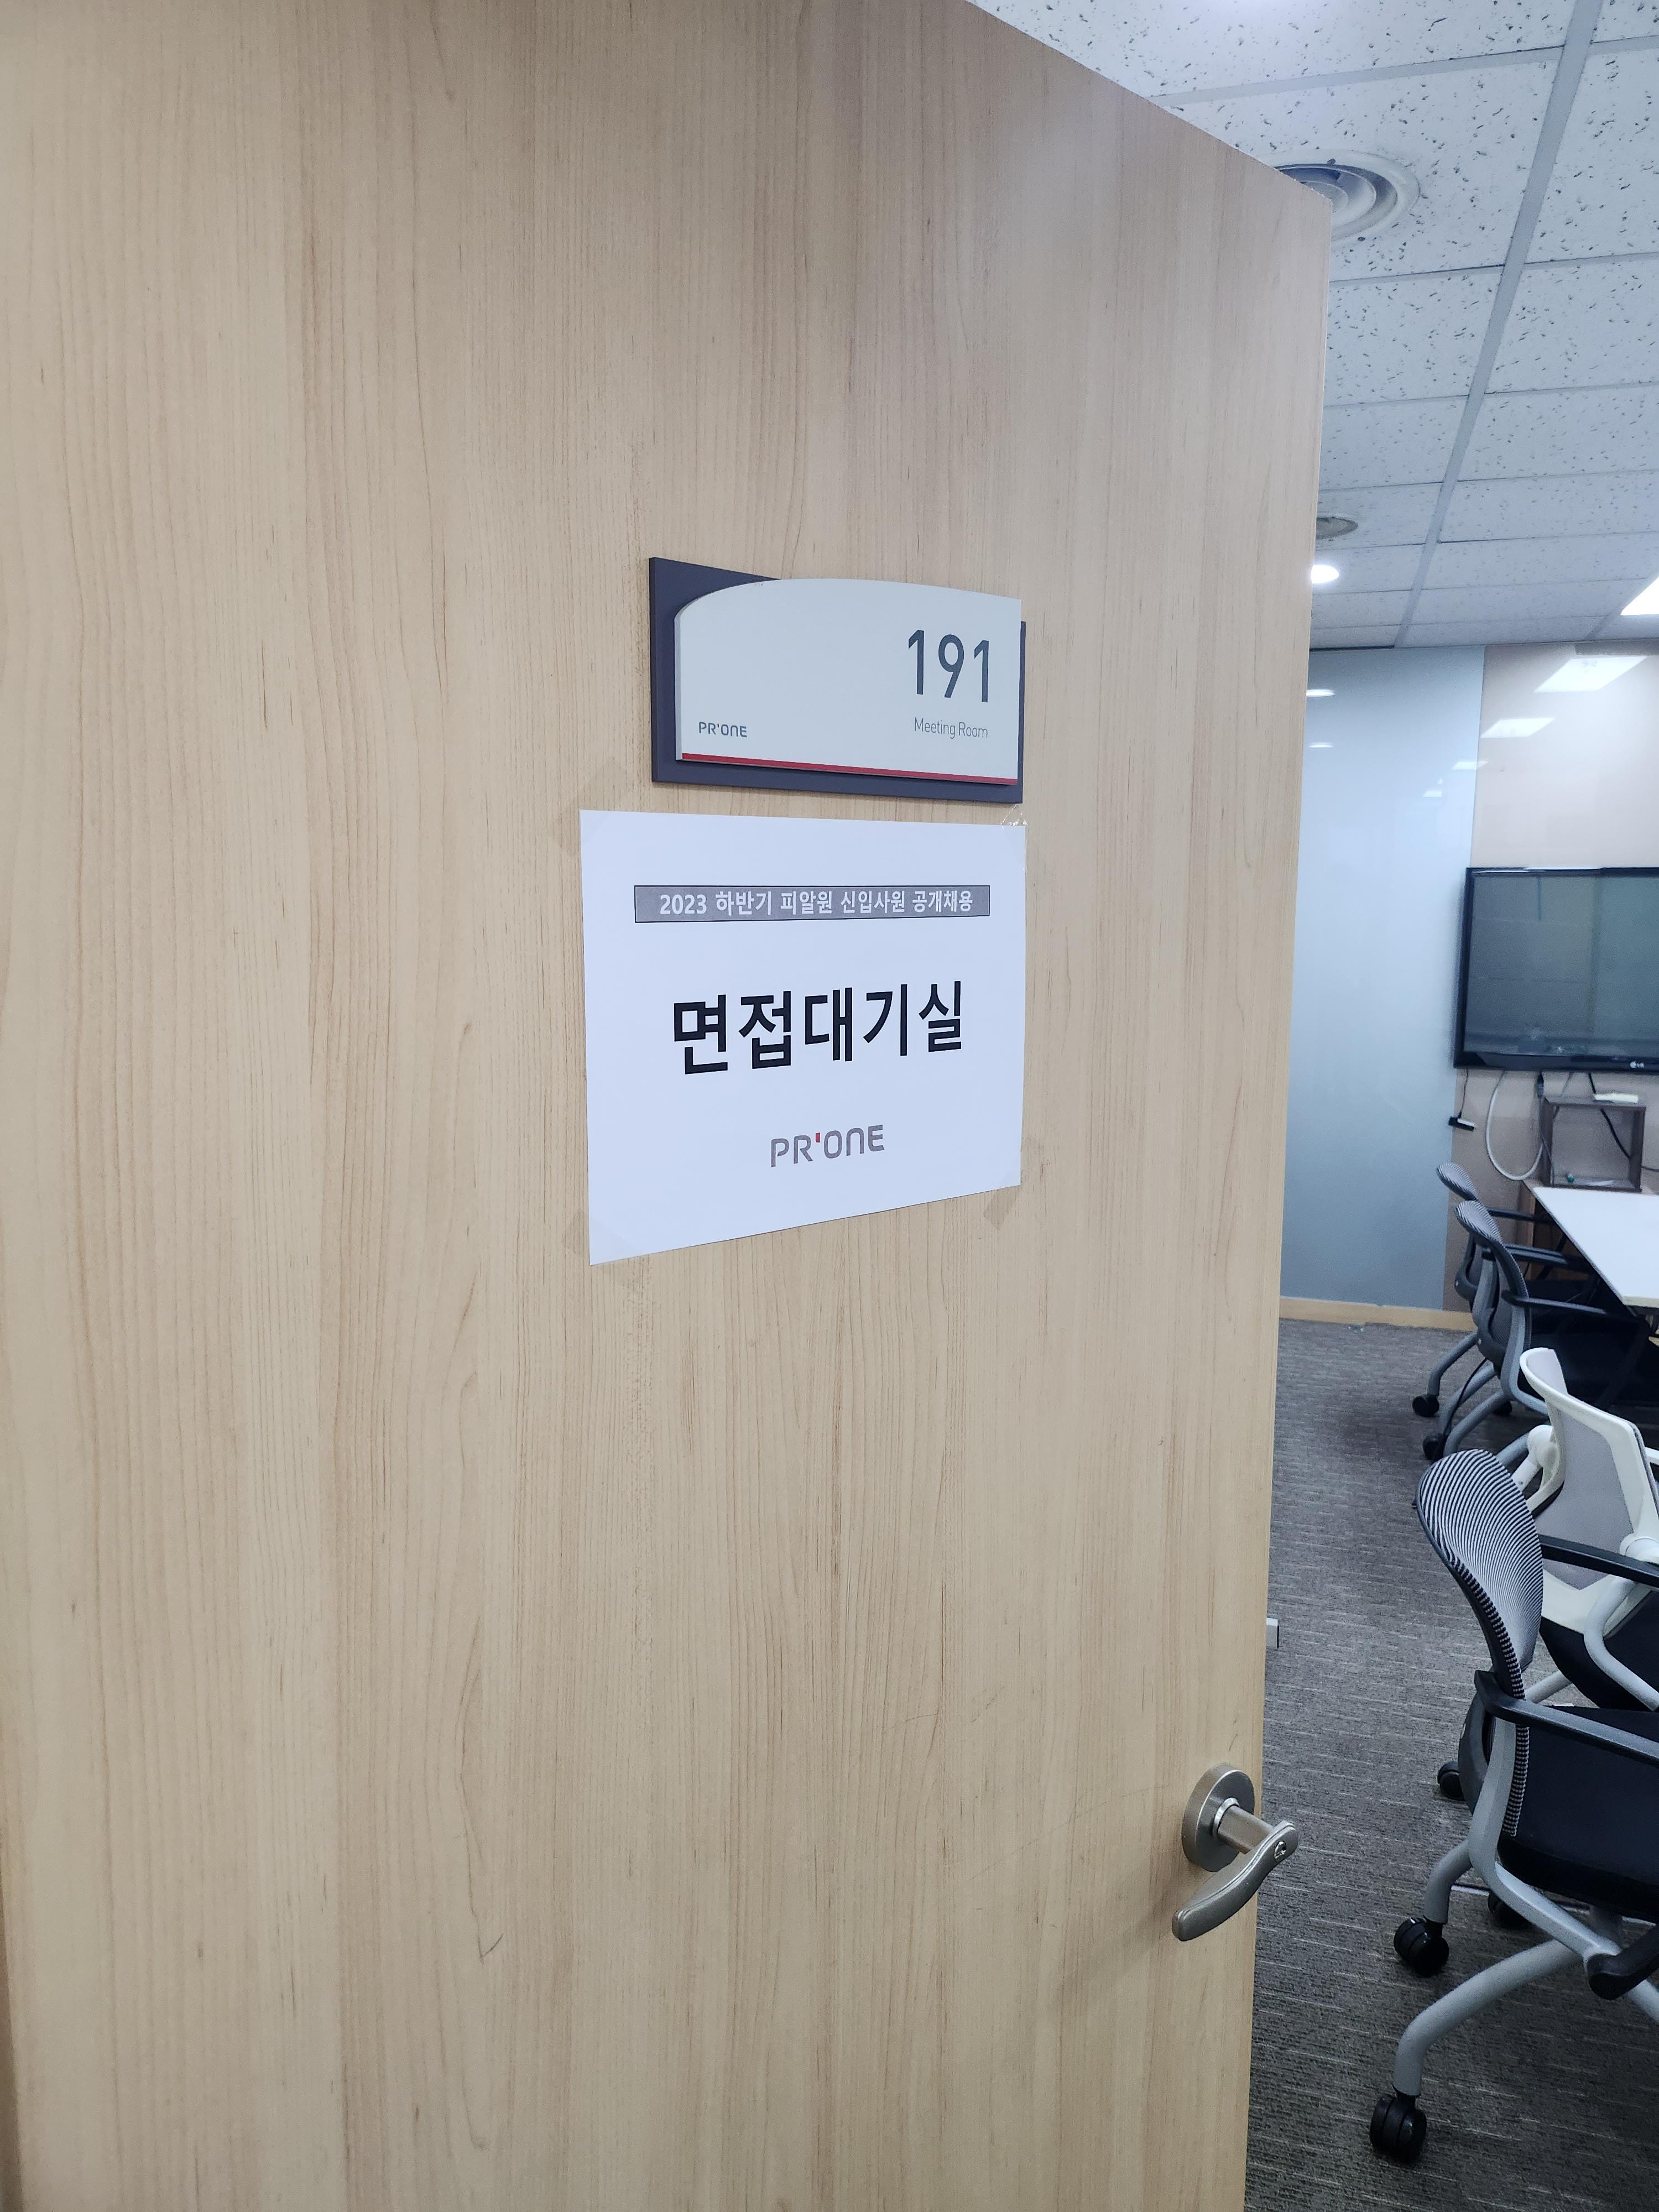 191
Meeting Room
PR'ONE
2023 하반기 피알원 신입사원 공개채용
면접대기실
PR'ONE
LG